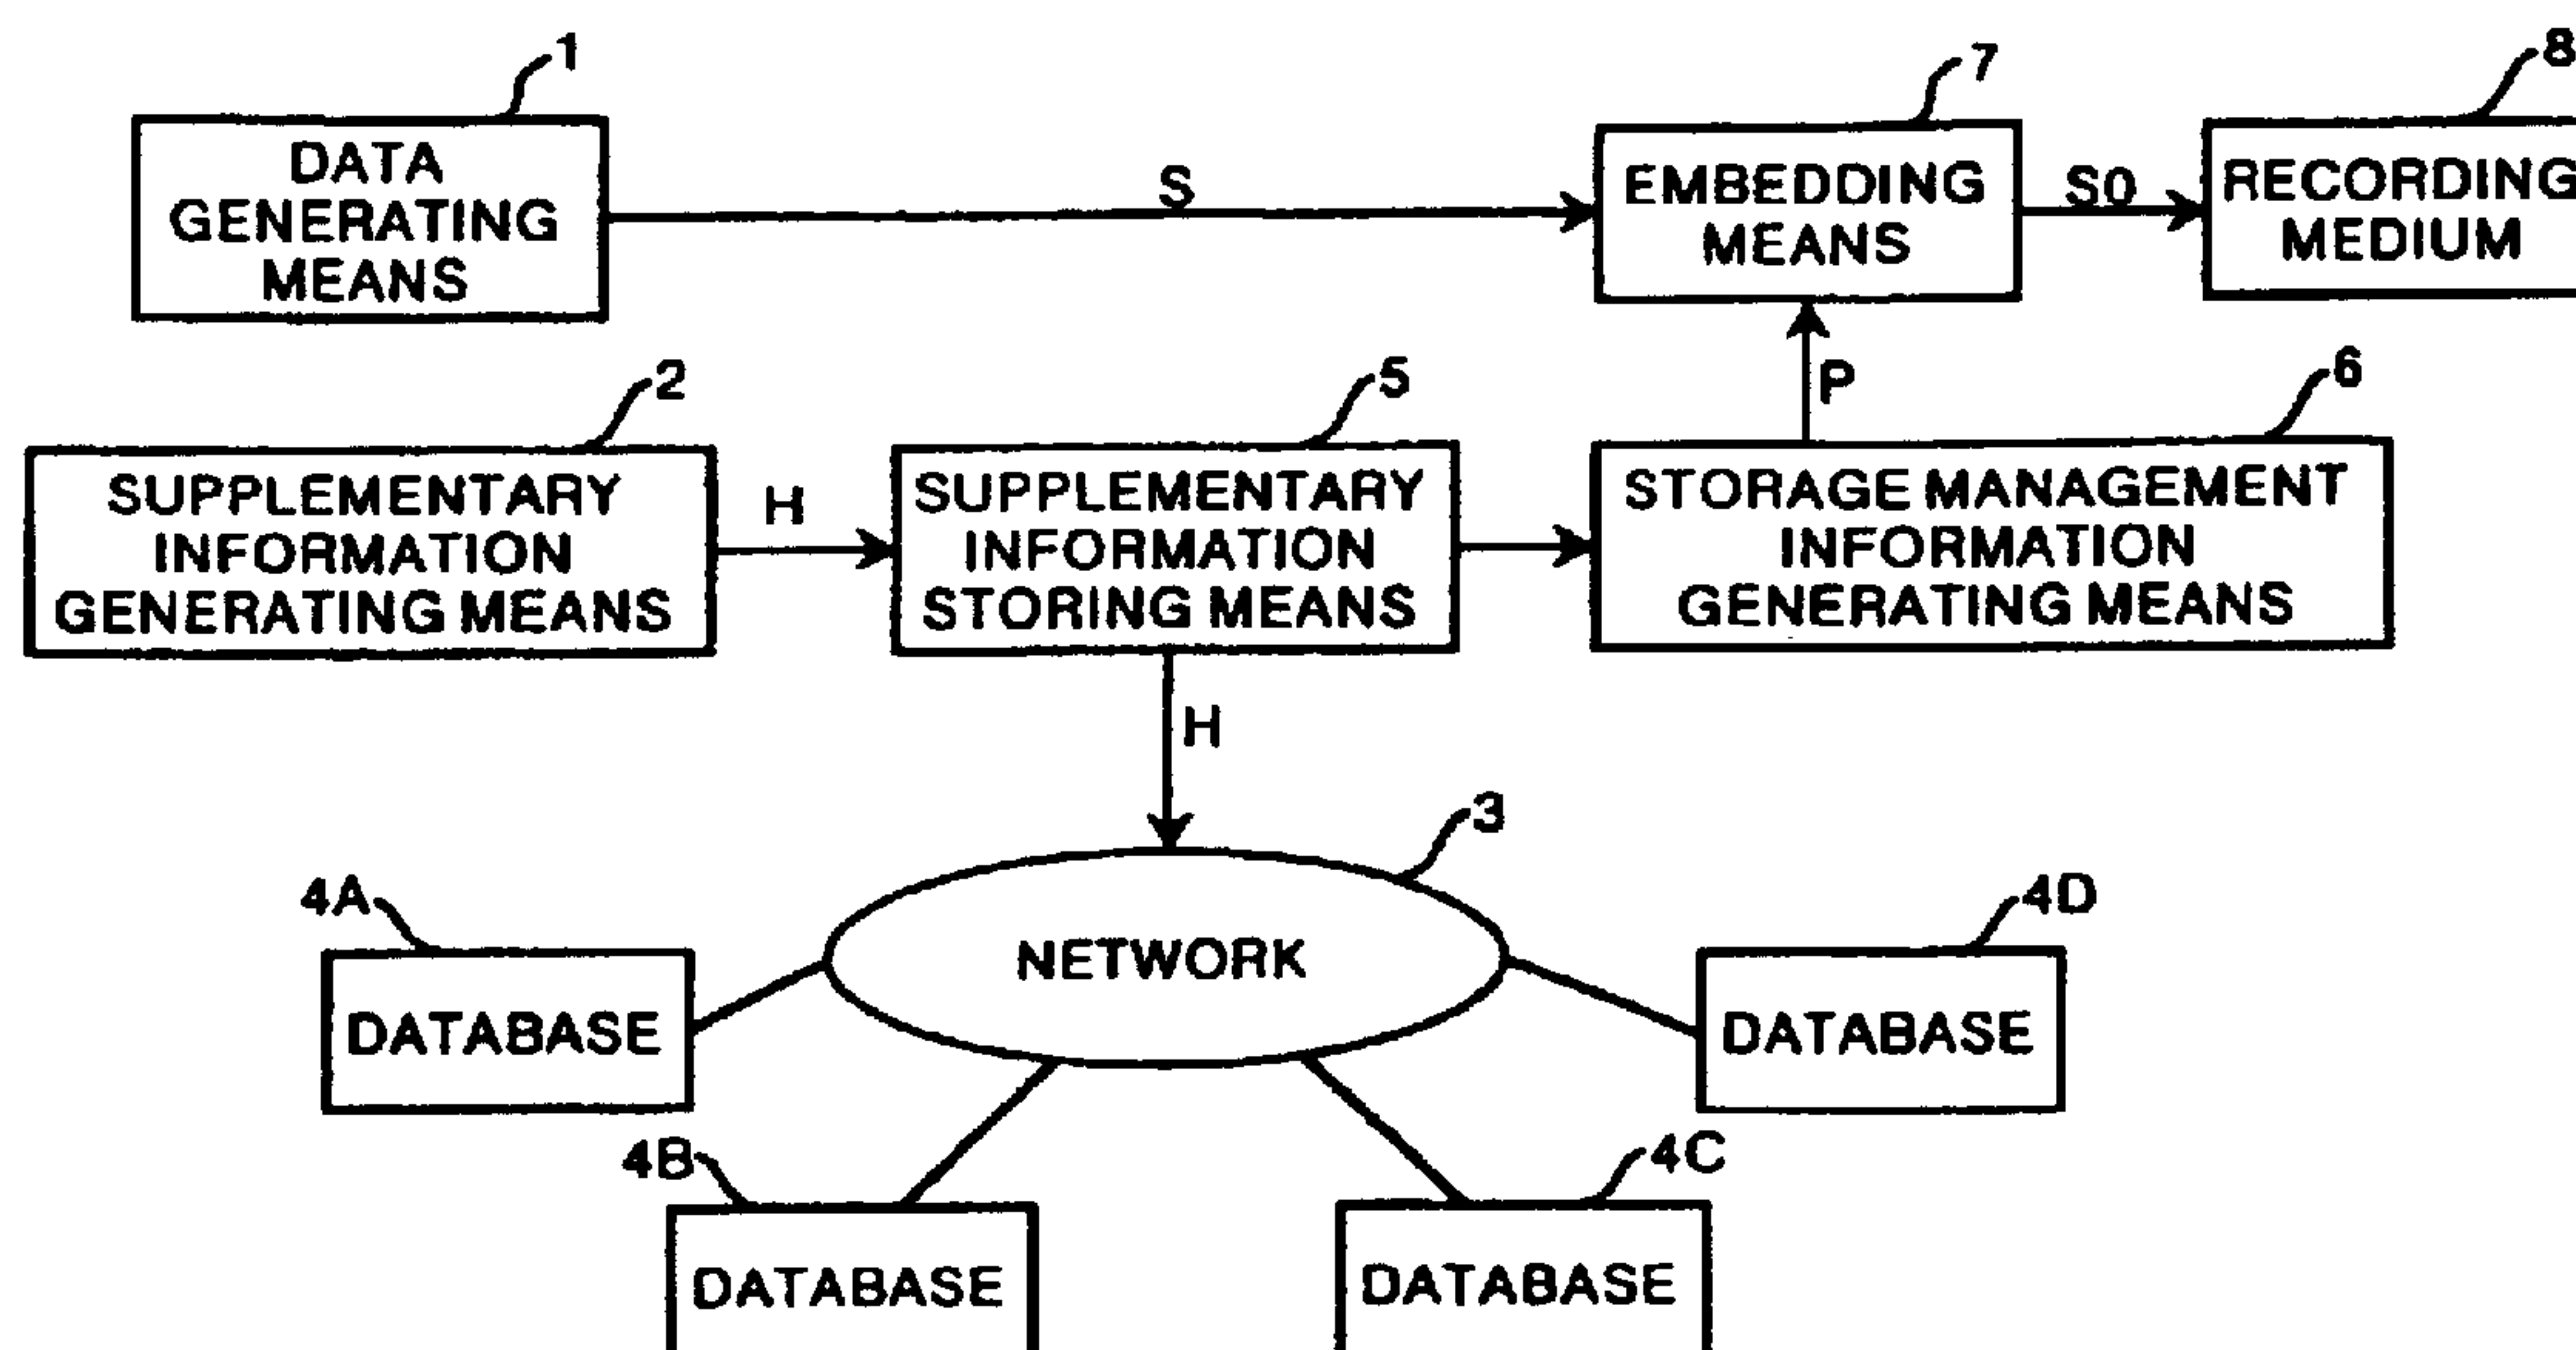 1
7
8
DATA
GENERATING
MEANS
S
EMBEDDING
MEANS
S0
RECORDING
MEDIUM
P
2
5
6
SUPPLEMENTARY
INFORMATION
GENERATING MEANS
H
SUPPLEMENTARY
INFORMATION
STORING MEANS
STORAGE MANAGEMENT
INFORMATION
GENERATING MEANS
H
3
4A
4D
NETWORK
DATABASE
DATABASE
4B
4C
DATABASE
DATABASE